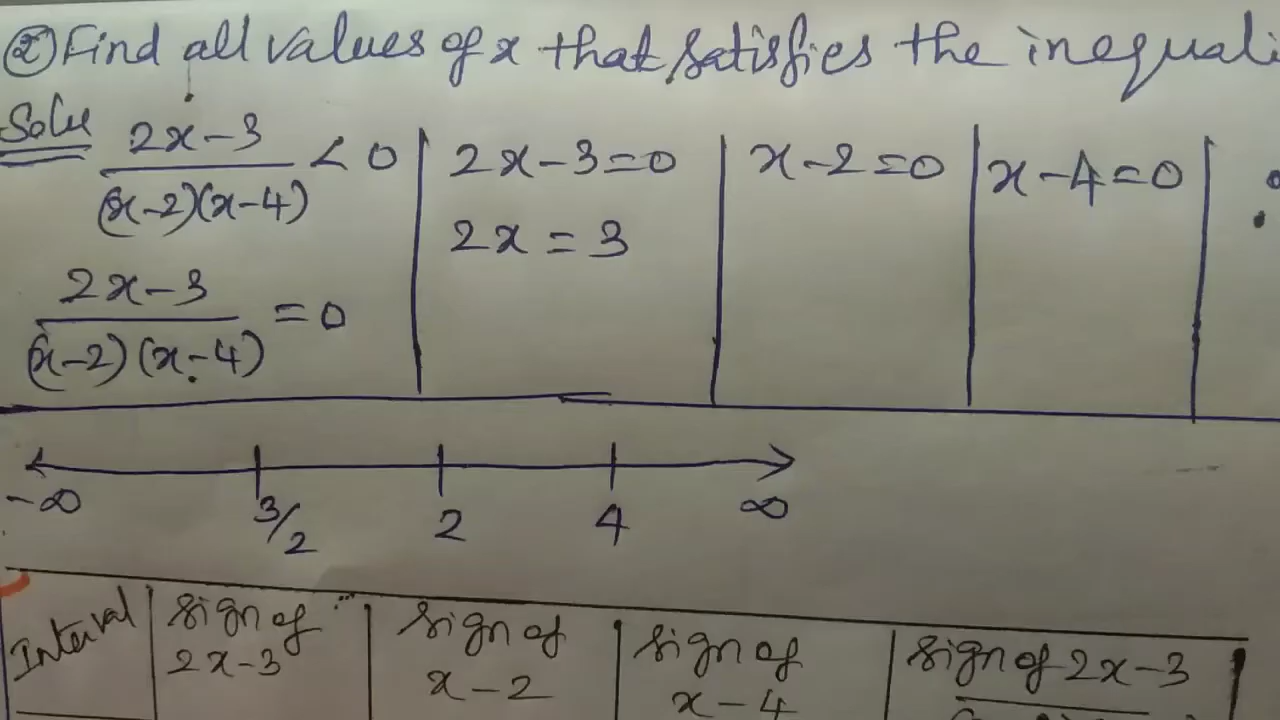 ② Find all values of x that satisfies the inequali
Solu
2x-3
(x-2)(x-4) < 0
2x-3=0
2x = 3
x-2=0
x-4=0
2x-3
(x-2)(x-4) = 0
-∞ 3/2 2 4 ∞
Interval
sign of
2x-3
sign of
x-2
sign of
x-4
sign of 2x-3